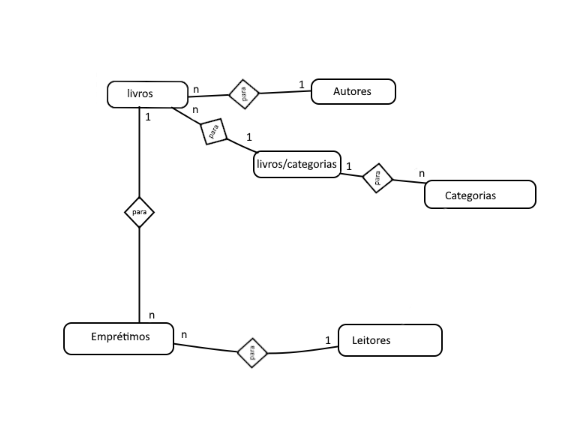 livros
n
para
1
Autores
n
para
1
livros/categorias
1
para
n
Categorias
1
para
n
Emprétimos
n
para
1
Leitores